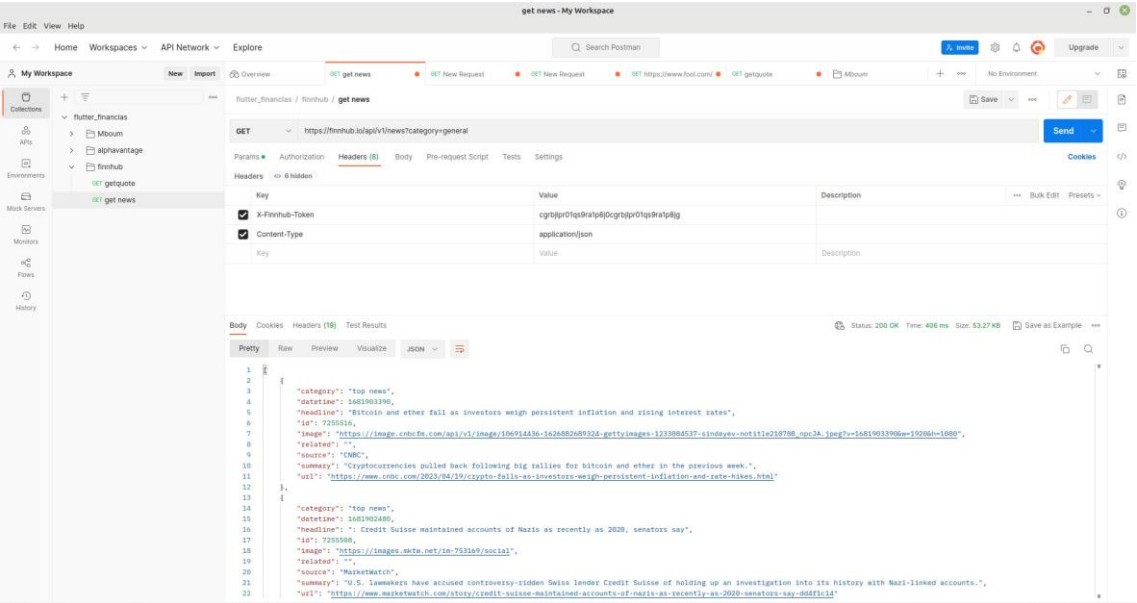 get news - My Workspace
File Edit View Help
Home Workspaces API Network Explore
Search Postman
Invite
Upgrade
My Workspace
New Import
Overview
GET get news
GET New Request
GET New Request
GET https://www.fool.com/
GET getquote
Mboum
No Environment
Collections
APIs
Environments
Mock Servers
Monitors
Flows
History
flutter_financias
Mboum
alphavantage
finnhub
GET getquote
GET get news
flutter_financias / finnhub / get news
Save
GET
https://finnhub.io/api/v1/news?category=general
Send
Params Authorization Headers (8) Body Pre-request Script Tests Settings
Cookies
Headers 6 hidden
Key Value Description Bulk Edit Presets
X-Finnhub-Token
Content-Type application/json
Key Value Description
Body Cookies Headers (19) Test Results
Status: 200 OK Time: 406 ms Size: 53.27 KB Save as Example
Pretty Raw Preview Visualize JSON
1 [
2 {
3 "category": "top news",
4 "datetime": 1681903390,
5 "headline": "Bitcoin and ether fall as investors weigh persistent inflation and rising interest rates",
6 "id": 7255516,
7 "image": "https://image.cnbcfm.com/api/v1/image/106914436-1626882689324-gettyimages-1233884537-sindeyev-notitle210708_npcJA.jpeg?v=1681903390&w=1920&h=1080",
8 "related": "",
9 "source": "CNBC",
10 "summary": "Cryptocurrencies pulled back following big rallies for bitcoin and ether in the previous week.",
11 "url": "https://www.cnbc.com/2023/04/19/crypto-falls-as-investors-weigh-persistent-inflation-and-rate-hikes.html"
12 },
13 {
14 "category": "top news",
15 "datetime": 1681902480,
16 "headline": ": Credit Suisse maintained accounts of Nazis as recently as 2020, senators say",
17 "id": 7255508,
18 "image": "https://images.mktw.net/im-753169/social",
19 "related": "",
20 "source": "MarketWatch",
21 "summary": "U.S. lawmakers have accused controversy-ridden Swiss lender Credit Suisse of holding up an investigation into its history with Nazi-linked accounts.",
22 "url": "https://www.marketwatch.com/story/credit-suisse-maintained-accounts-of-nazis-as-recently-as-2020-senators-say-dd4f1c14"